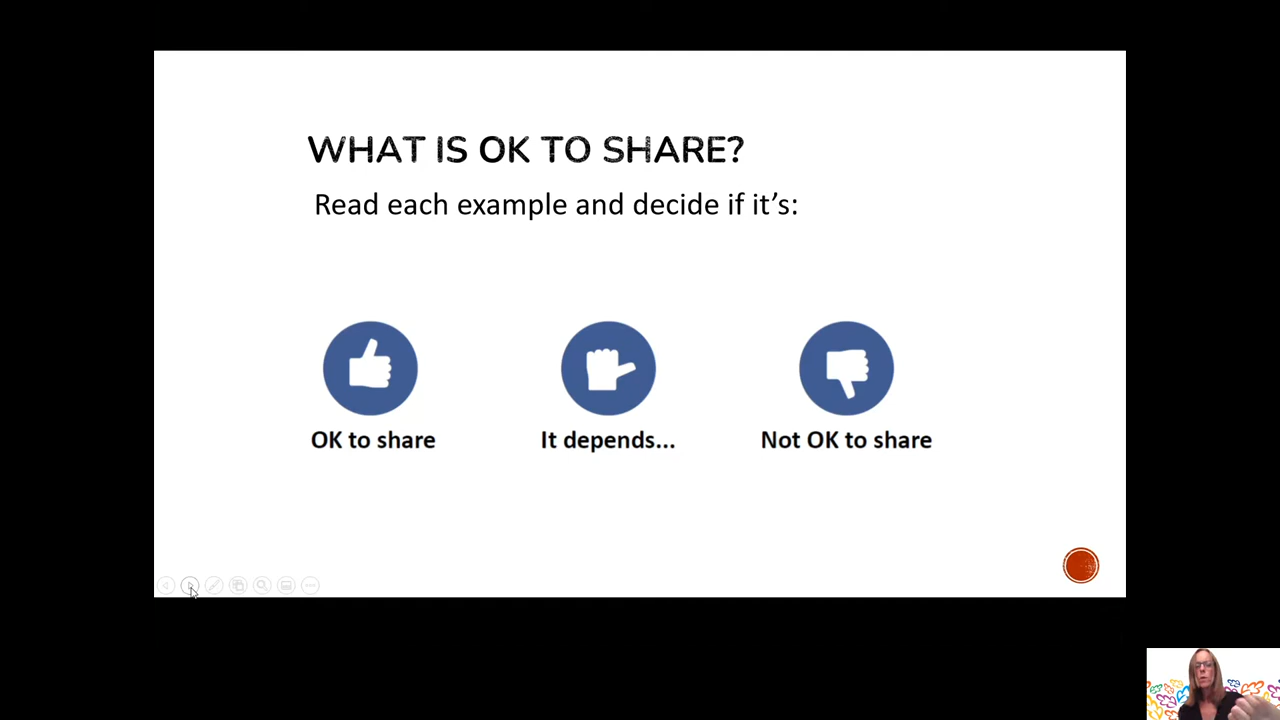 WHAT IS OK TO SHARE?
Read each example and decide if it’s:
OK to share
It depends...
Not OK to share